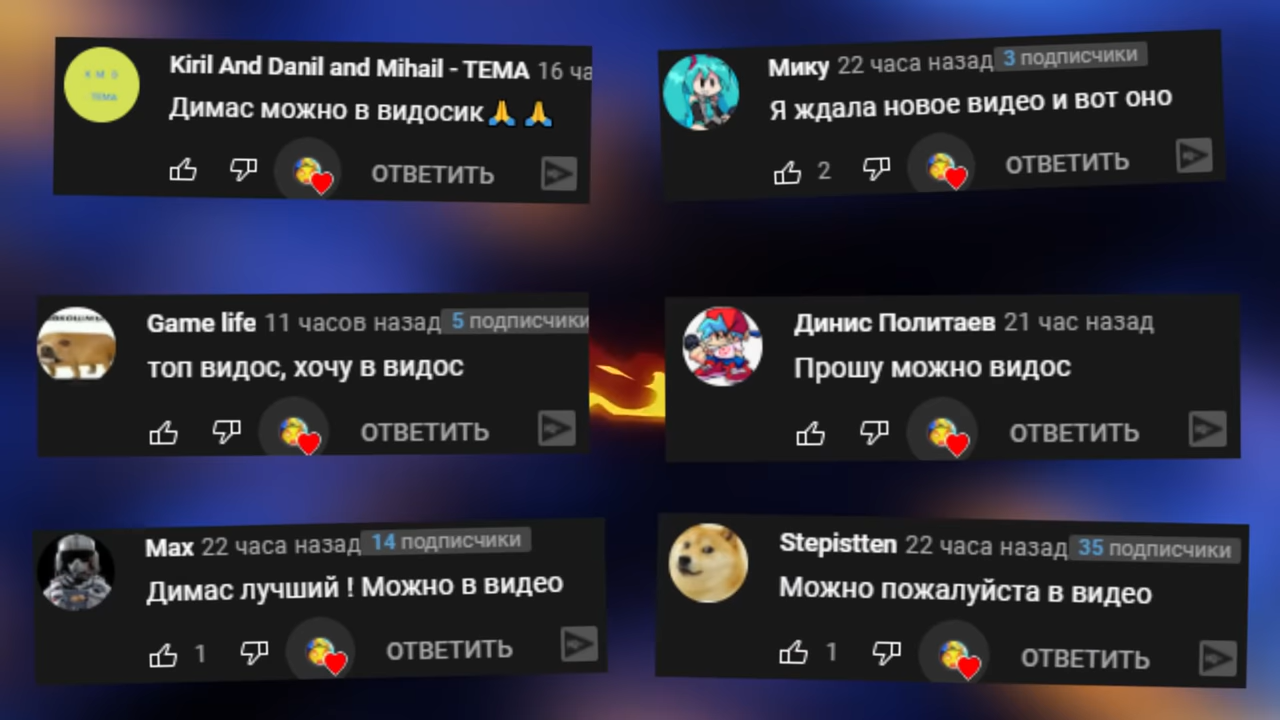 Kiril And Danil and Mihail - TEMA 16 ча
Димас можно в видосик🙏🙏
ОТВЕТИТЬ
Мику 22 часа назад 3 подписчики
Я ждала новое видео и вот оно
2 ОТВЕТИТЬ
Game life 11 часов назад 5 подписчики
топ видос, хочу в видос
ОТВЕТИТЬ
Динис Политаев 21 час назад
Прошу можно видос
ОТВЕТИТЬ
Max 22 часа назад 14 подписчики
Димас лучший ! Можно в видео
1 ОТВЕТИТЬ
Stepistten 22 часа назад 35 подписчики
Можно пожалуйста в видео
1 ОТВЕТИТЬ